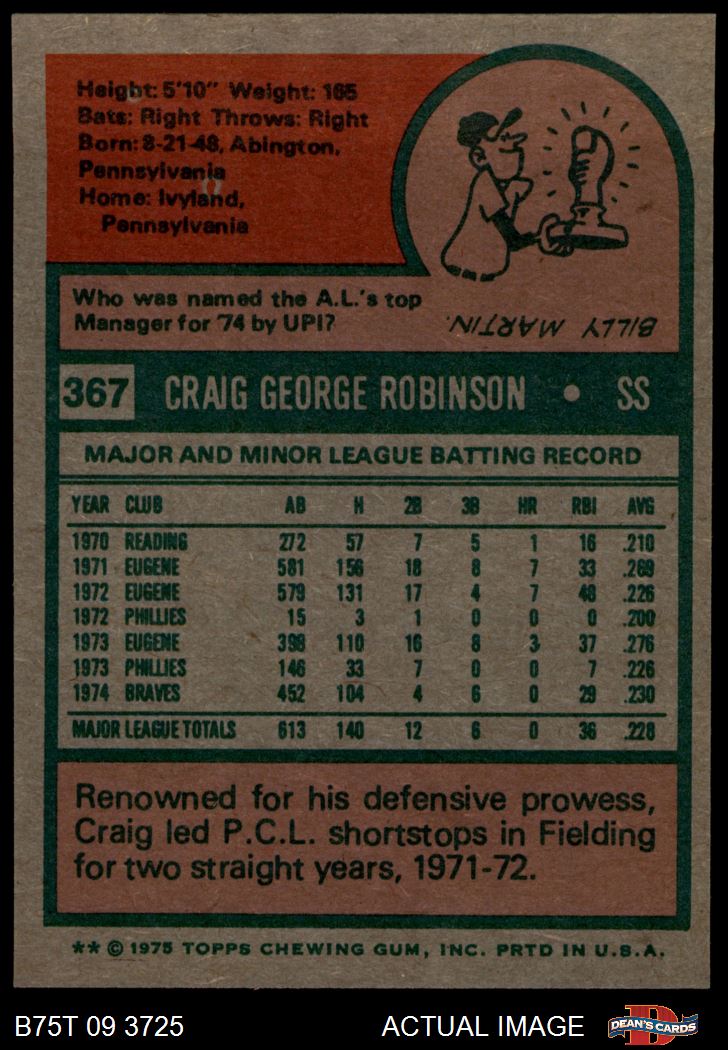 Height: 5'10" Weight: 165
Bats: Right Throws: Right
Born: 8-21-48, Abington,
Pennsylvania
Home: Ivyland,
Pennsylvania
Who was named the A.L.'s top
Manager for '74 by UPI?
BILLY MARTIN.
367 CRAIG GEORGE ROBINSON • SS
MAJOR AND MINOR LEAGUE BATTING RECORD
YEAR CLUB AB H 2B 3B HR RBI AVG
1970 READING 272 57 7 5 1 16 .210
1971 EUGENE 581 156 18 8 7 33 .269
1972 EUGENE 579 131 17 4 7 48 .226
1972 PHILLIES 15 3 1 0 0 0 .200
1973 EUGENE 398 110 16 8 3 37 .276
1973 PHILLIES 146 33 7 0 0 7 .226
1974 BRAVES 452 104 4 6 0 29 .230
MAJOR LEAGUE TOTALS 613 140 12 6 0 36 .228
Renowned for his defensive prowess,
Craig led P.C.L. shortstops in Fielding
for two straight years, 1971-72.
** © 1975 TOPPS CHEWING GUM, INC. PRTD IN U.S.A.
B75T 09 3725 ACTUAL IMAGE D DEAN'S CARDS